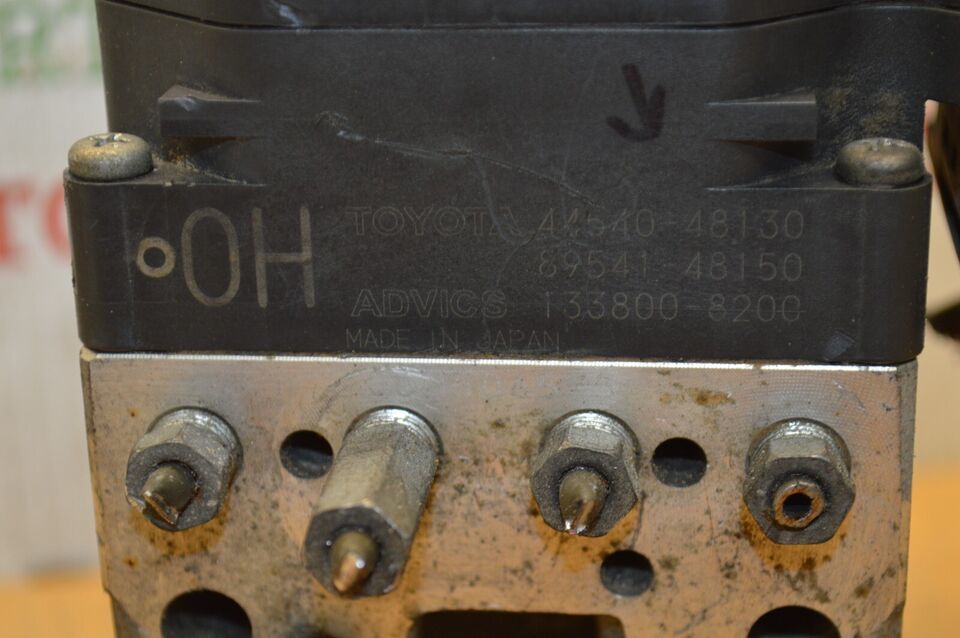 OH TOYOTA 44540-48130
89541-48150
ADVICS 133800-8200
MADE IN JAPAN